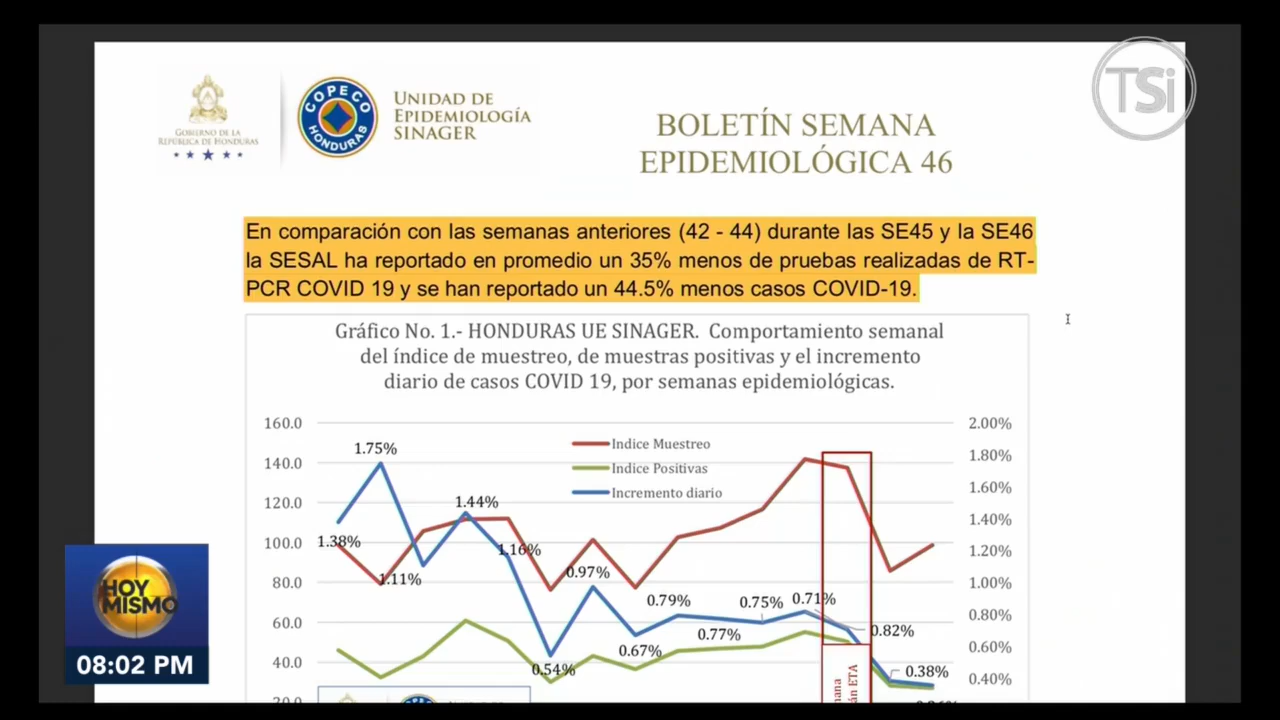 TSi
GOBIERNO DE LA
REPÚBLICA DE HONDURAS
COPECO
HONDURAS
UNIDAD DE
EPIDEMIOLOGÍA
SINAGER
BOLETÍN SEMANA
EPIDEMIOLÓGICA 46
En comparación con las semanas anteriores (42 - 44) durante las SE45 y la SE46
la SESAL ha reportado en promedio un 35% menos de pruebas realizadas de RT-
PCR COVID 19 y se han reportado un 44.5% menos casos COVID-19.
Gráfico No. 1.- HONDURAS UE SINAGER. Comportamiento semanal
del índice de muestreo, de muestras positivas y el incremento
diario de casos COVID 19, por semanas epidemiológicas.
160.0
140.0
120.0
100.0
80.0
60.0
40.0
2.00%
1.80%
1.60%
1.40%
1.20%
1.00%
0.80%
0.60%
0.40%
Indice Muestreo
Indice Positivas
Incremento diario
1.38%
1.75%
1.11%
1.44%
1.16%
0.54%
0.97%
0.67%
0.79%
0.77%
0.75%
0.71%
0.82%
0.38%
ETA
HOY
MISMO
08:02 PM